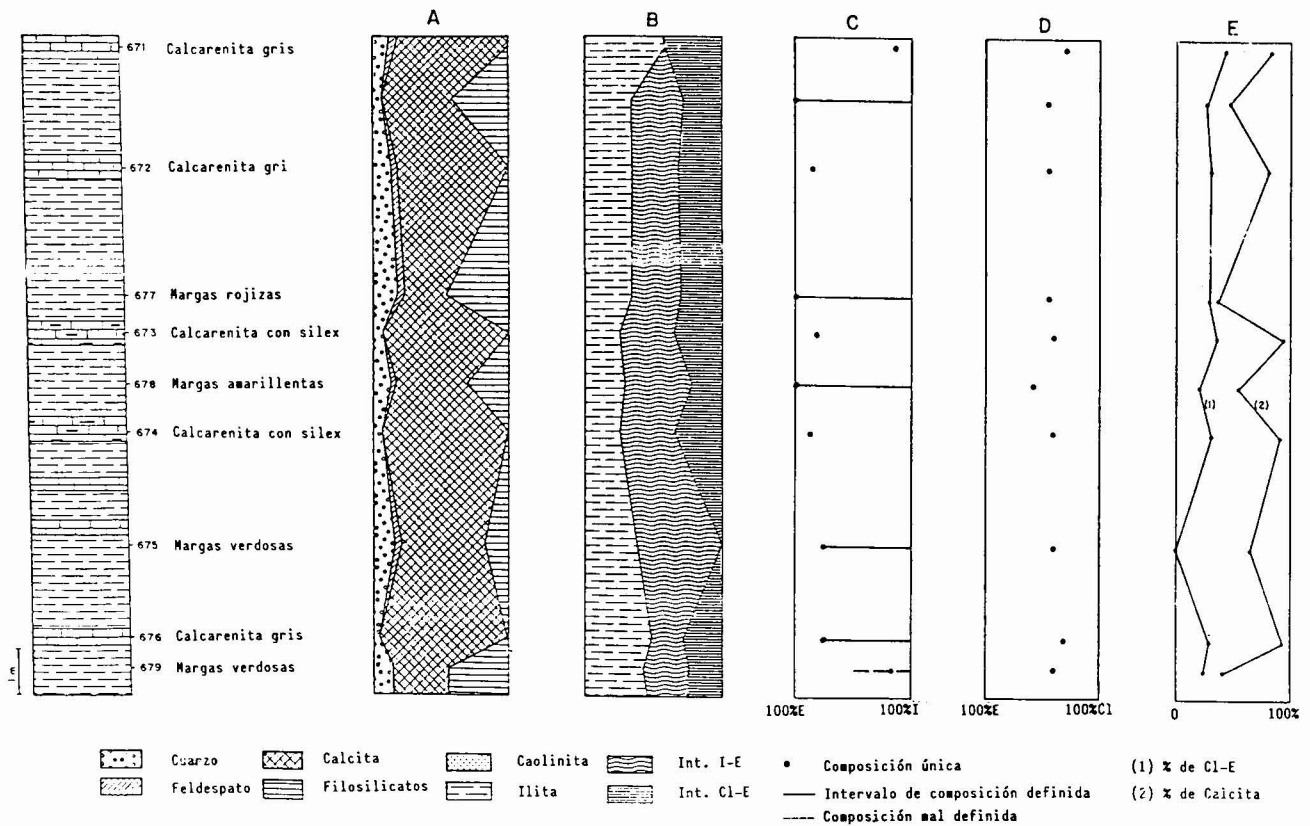 A
B
C
D
E
671 Calcarenita gris
672 Calcarenita gri
677 Margas rojizas
673 Calcarenita con silex
678 Margas amarillentas
674 Calcarenita con silex
675 Margas verdosas
676 Calcarenita gris
679 Margas verdosas
(1)
(2)
100%E 100%I
100%E 100%Cl
0 100%
Cuarzo
Calcita
Caolinita
Int. I-E
Feldespato
Filosilicatos
Ilita
Int. Cl-E
Composición única
Intervalo de composición definida
Composición mal definida
(1) % de Cl-E
(2) % de Calcita